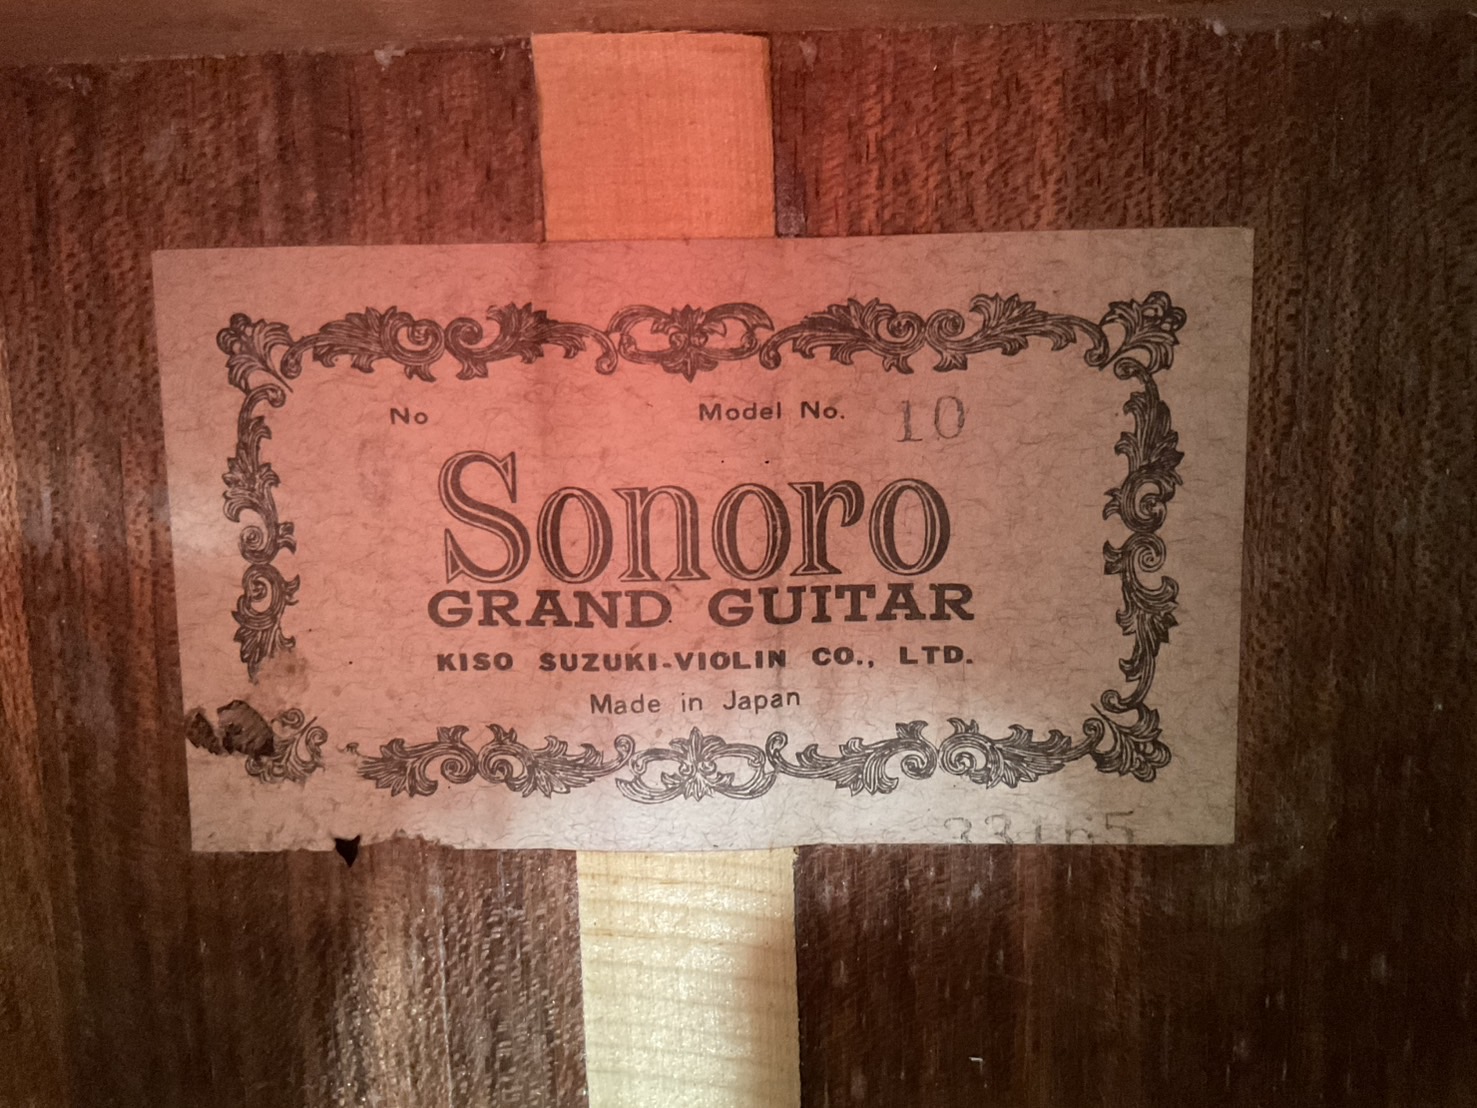 No Model No. 10
Sonoro
GRAND GUITAR
KISO SUZUKI-VIOLIN CO., LTD.
Made in Japan